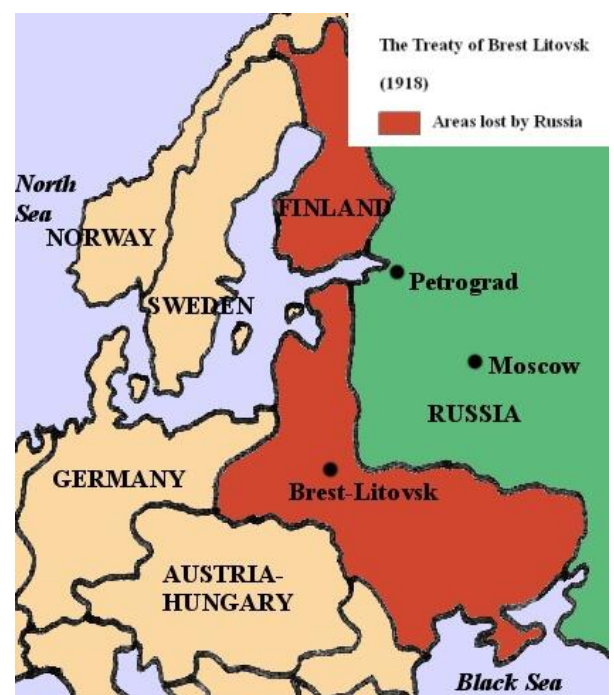 The Treaty of Brest Litovsk
(1918)
Areas lost by Russia
North
Sea
NORWAY
SWEDEN
FINLAND
Petrograd
Moscow
RUSSIA
GERMANY
Brest-Litovsk
AUSTRIA-
HUNGARY
Black Sea